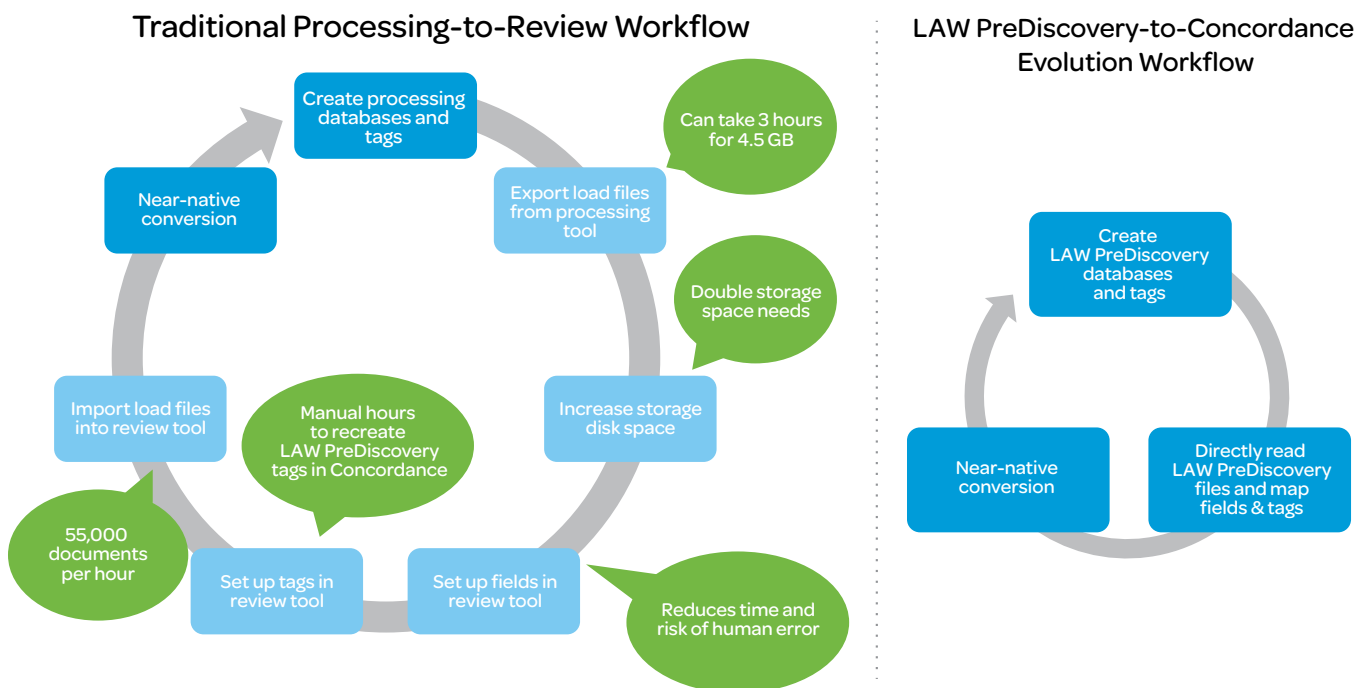 Traditional Processing-to-Review Workflow
Create processing
databases and
tags
Can take 3 hours
for 4.5 GB
Export load files
from processing
tool
Double storage
space needs
Increase storage
disk space
Reduces time and
risk of human error
Set up fields in
review tool
Manual hours
to recreate
LAW PreDiscovery
tags in Concordance
Set up tags in
review tool
55,000
documents
per hour
Import load files
into review tool
Near-native
conversion
LAW PreDiscovery-to-Concordance
Evolution Workflow
Create
LAW PreDiscovery
databases
and tags
Directly read
LAW PreDiscovery
files and map
fields & tags
Near-native
conversion